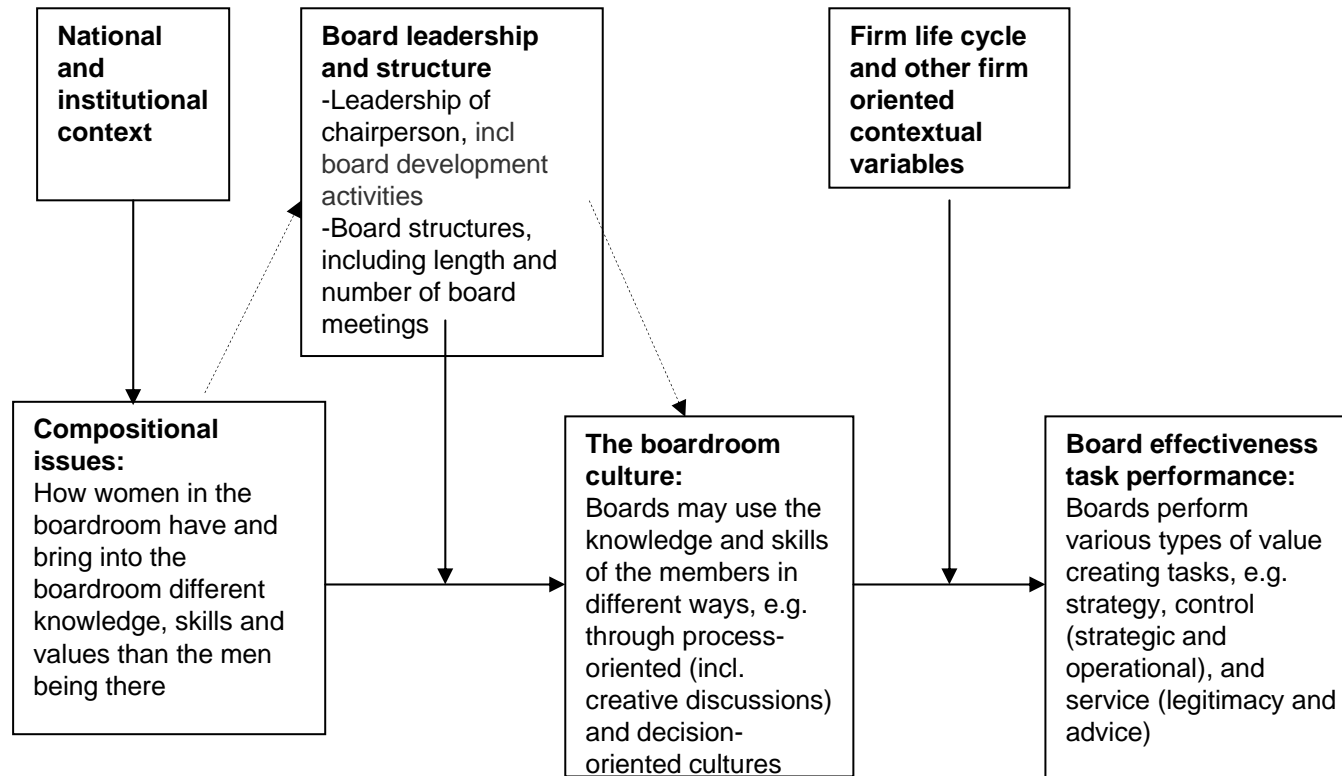 National
and
institutional
context
Board leadership
and structure
-Leadership of
chairperson, incl
board development
activities
-Board structures,
including length and
number of board
meetings
Firm life cycle
and other firm
oriented
contextual
variables
Compositional
issues:
How women in the
boardroom have and
bring into the
boardroom different
knowledge, skills and
values than the men
being there
The boardroom
culture:
Boards may use the
knowledge and skills
of the members in
different ways, e.g.
through process-
oriented (incl.
creative discussions)
and decision-
oriented cultures
Board effectiveness
task performance:
Boards perform
various types of value
creating tasks, e.g.
strategy, control
(strategic and
operational), and
service (legitimacy and
advice)